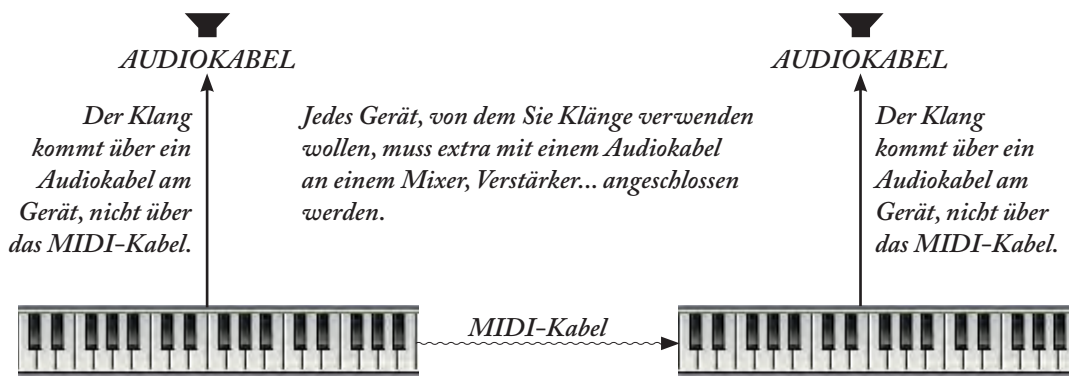 AUDIOKABEL
Der Klang
kommt über ein
Audiokabel am
Gerät, nicht über
das MIDI-Kabel.
Jedes Gerät, von dem Sie Klänge verwenden
wollen, muss extra mit einem Audiokabel
an einem Mixer, Verstärker... angeschlossen
werden.
AUDIOKABEL
Der Klang
kommt über ein
Audiokabel am
Gerät, nicht über
das MIDI-Kabel.
MIDI-Kabel